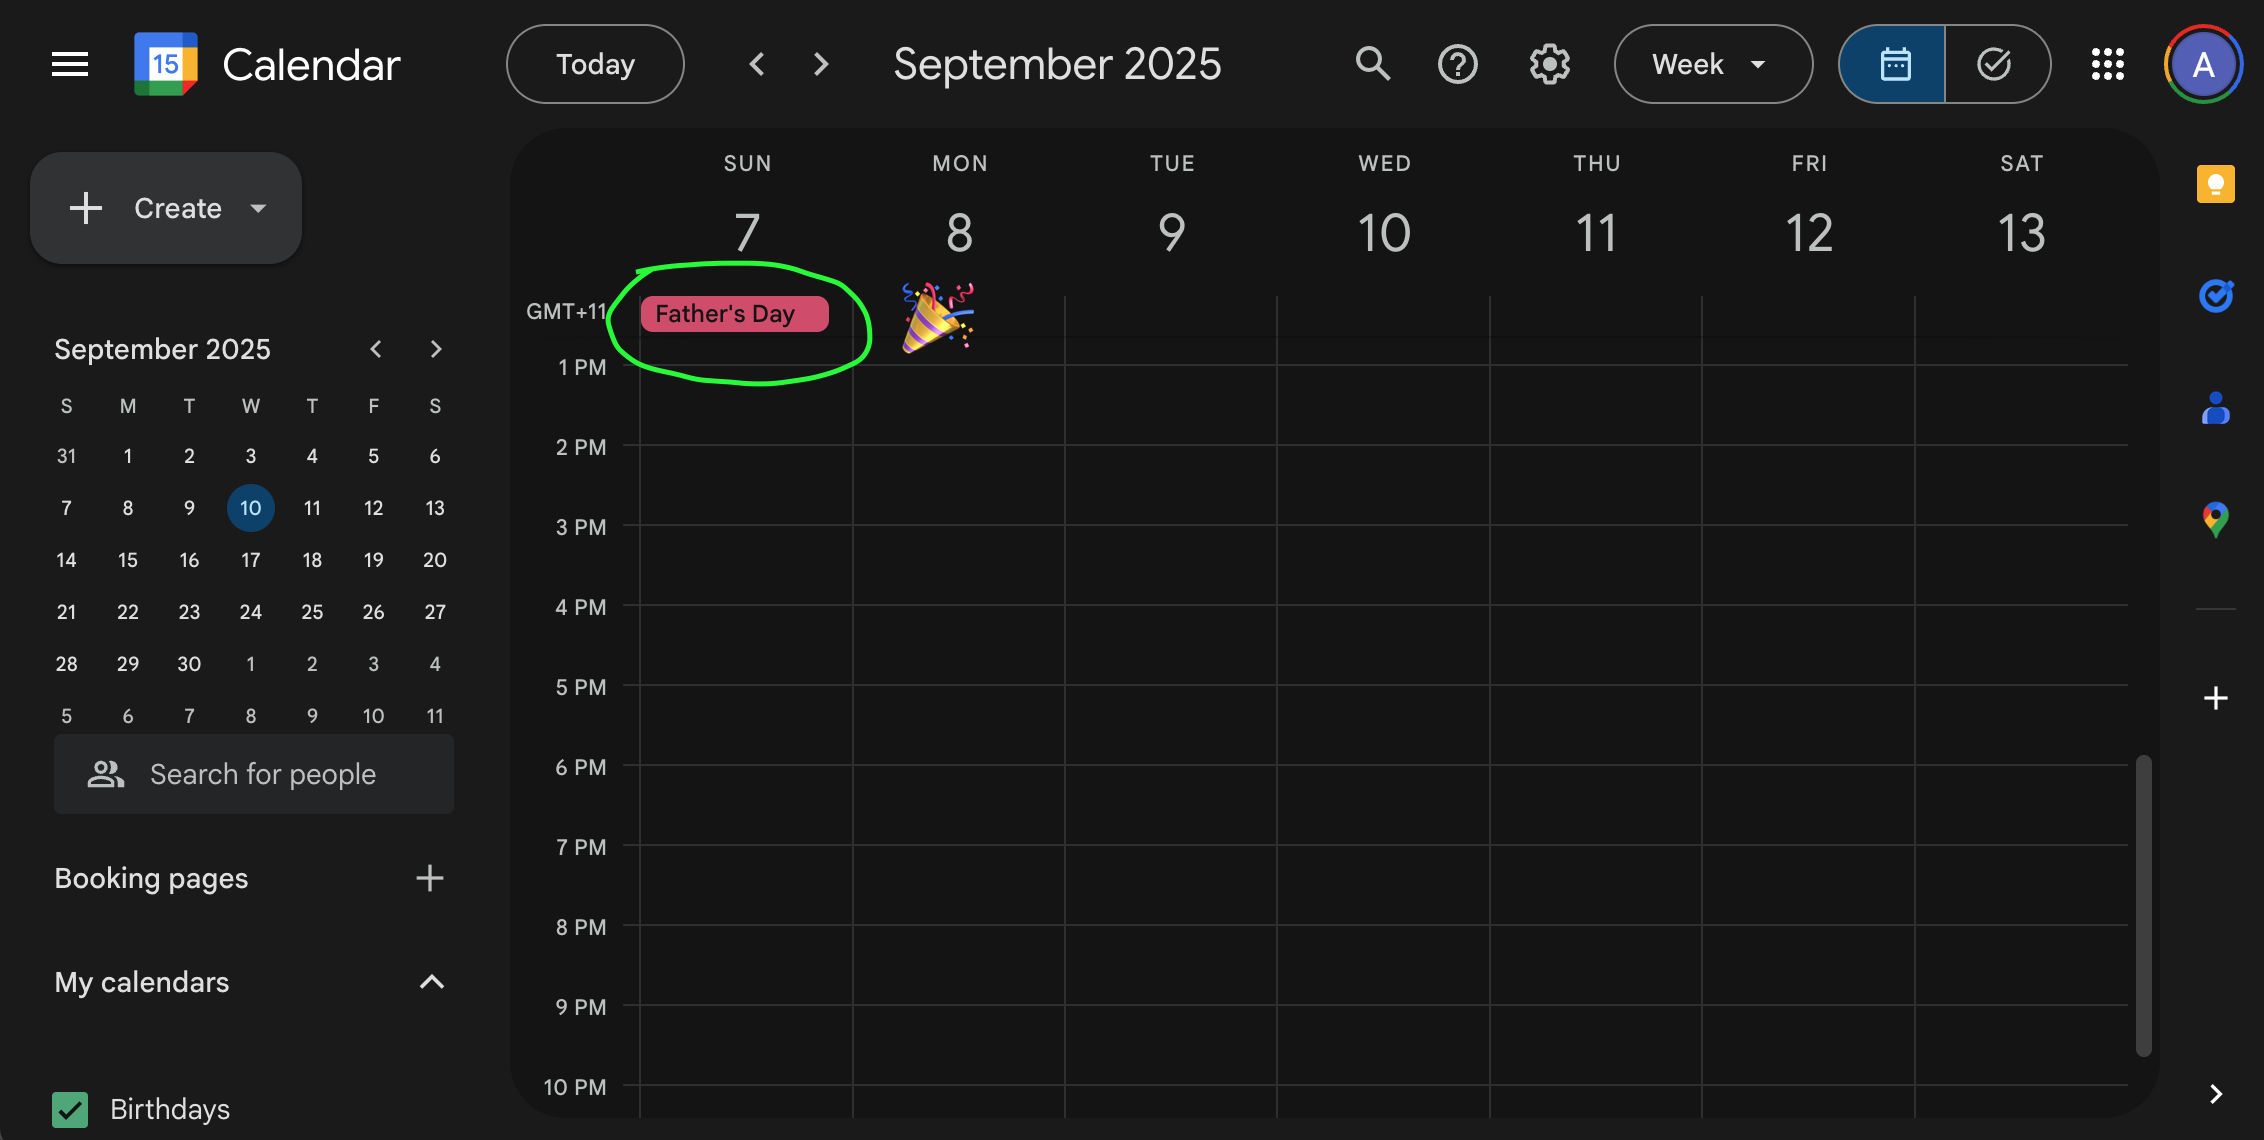 15 Calendar
Today
September 2025
Week
A
Create
September 2025
S M T W T F S
31 1 2 3 4 5 6
7 8 9 10 11 12 13
14 15 16 17 18 19 20
21 22 23 24 25 26 27
28 29 30 1 2 3 4
5 6 7 8 9 10 11
Search for people
Booking pages
My calendars
Birthdays
SUN MON TUE WED THU FRI SAT
7 8 9 10 11 12 13
GMT+11
Father's Day
1 PM
2 PM
3 PM
4 PM
5 PM
6 PM
7 PM
8 PM
9 PM
10 PM